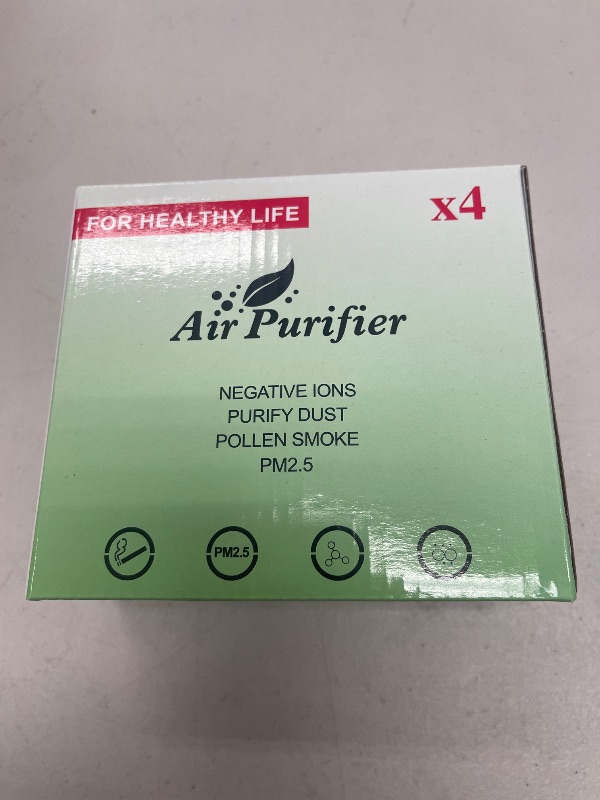 FOR HEALTHY LIFE
x4
Air Purifier
NEGATIVE IONS
PURIFY DUST
POLLEN SMOKE
PM2.5
PM2.5